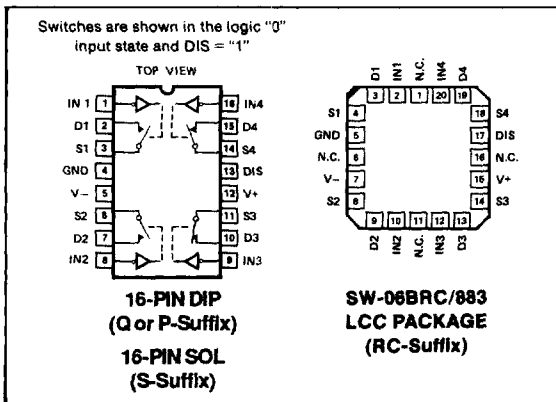 Switches are shown in the logic "0"
input state and DIS = "1"
TOP VIEW
IN 1 1 16 IN4
D1 2 15 D4
S1 3 14 S4
GND 4 13 DIS
V− 5 12 V+
S2 6 11 S3
D2 7 10 D3
IN2 8 9 IN3
16-PIN DIP
(Q or P-Suffix)
16-PIN SOL
(S-Suffix)
D1 IN1 N.C. IN4 D4
3 2 1 20 19
S1 4 18 S4
GND 5 17 DIS
N.C. 6 16 N.C.
V− 7 15 V+
S2 8 14 S3
9 10 11 12 13
D2 IN2 N.C. IN3 D3
SW-06BRC/883
LCC PACKAGE
(RC-Suffix)